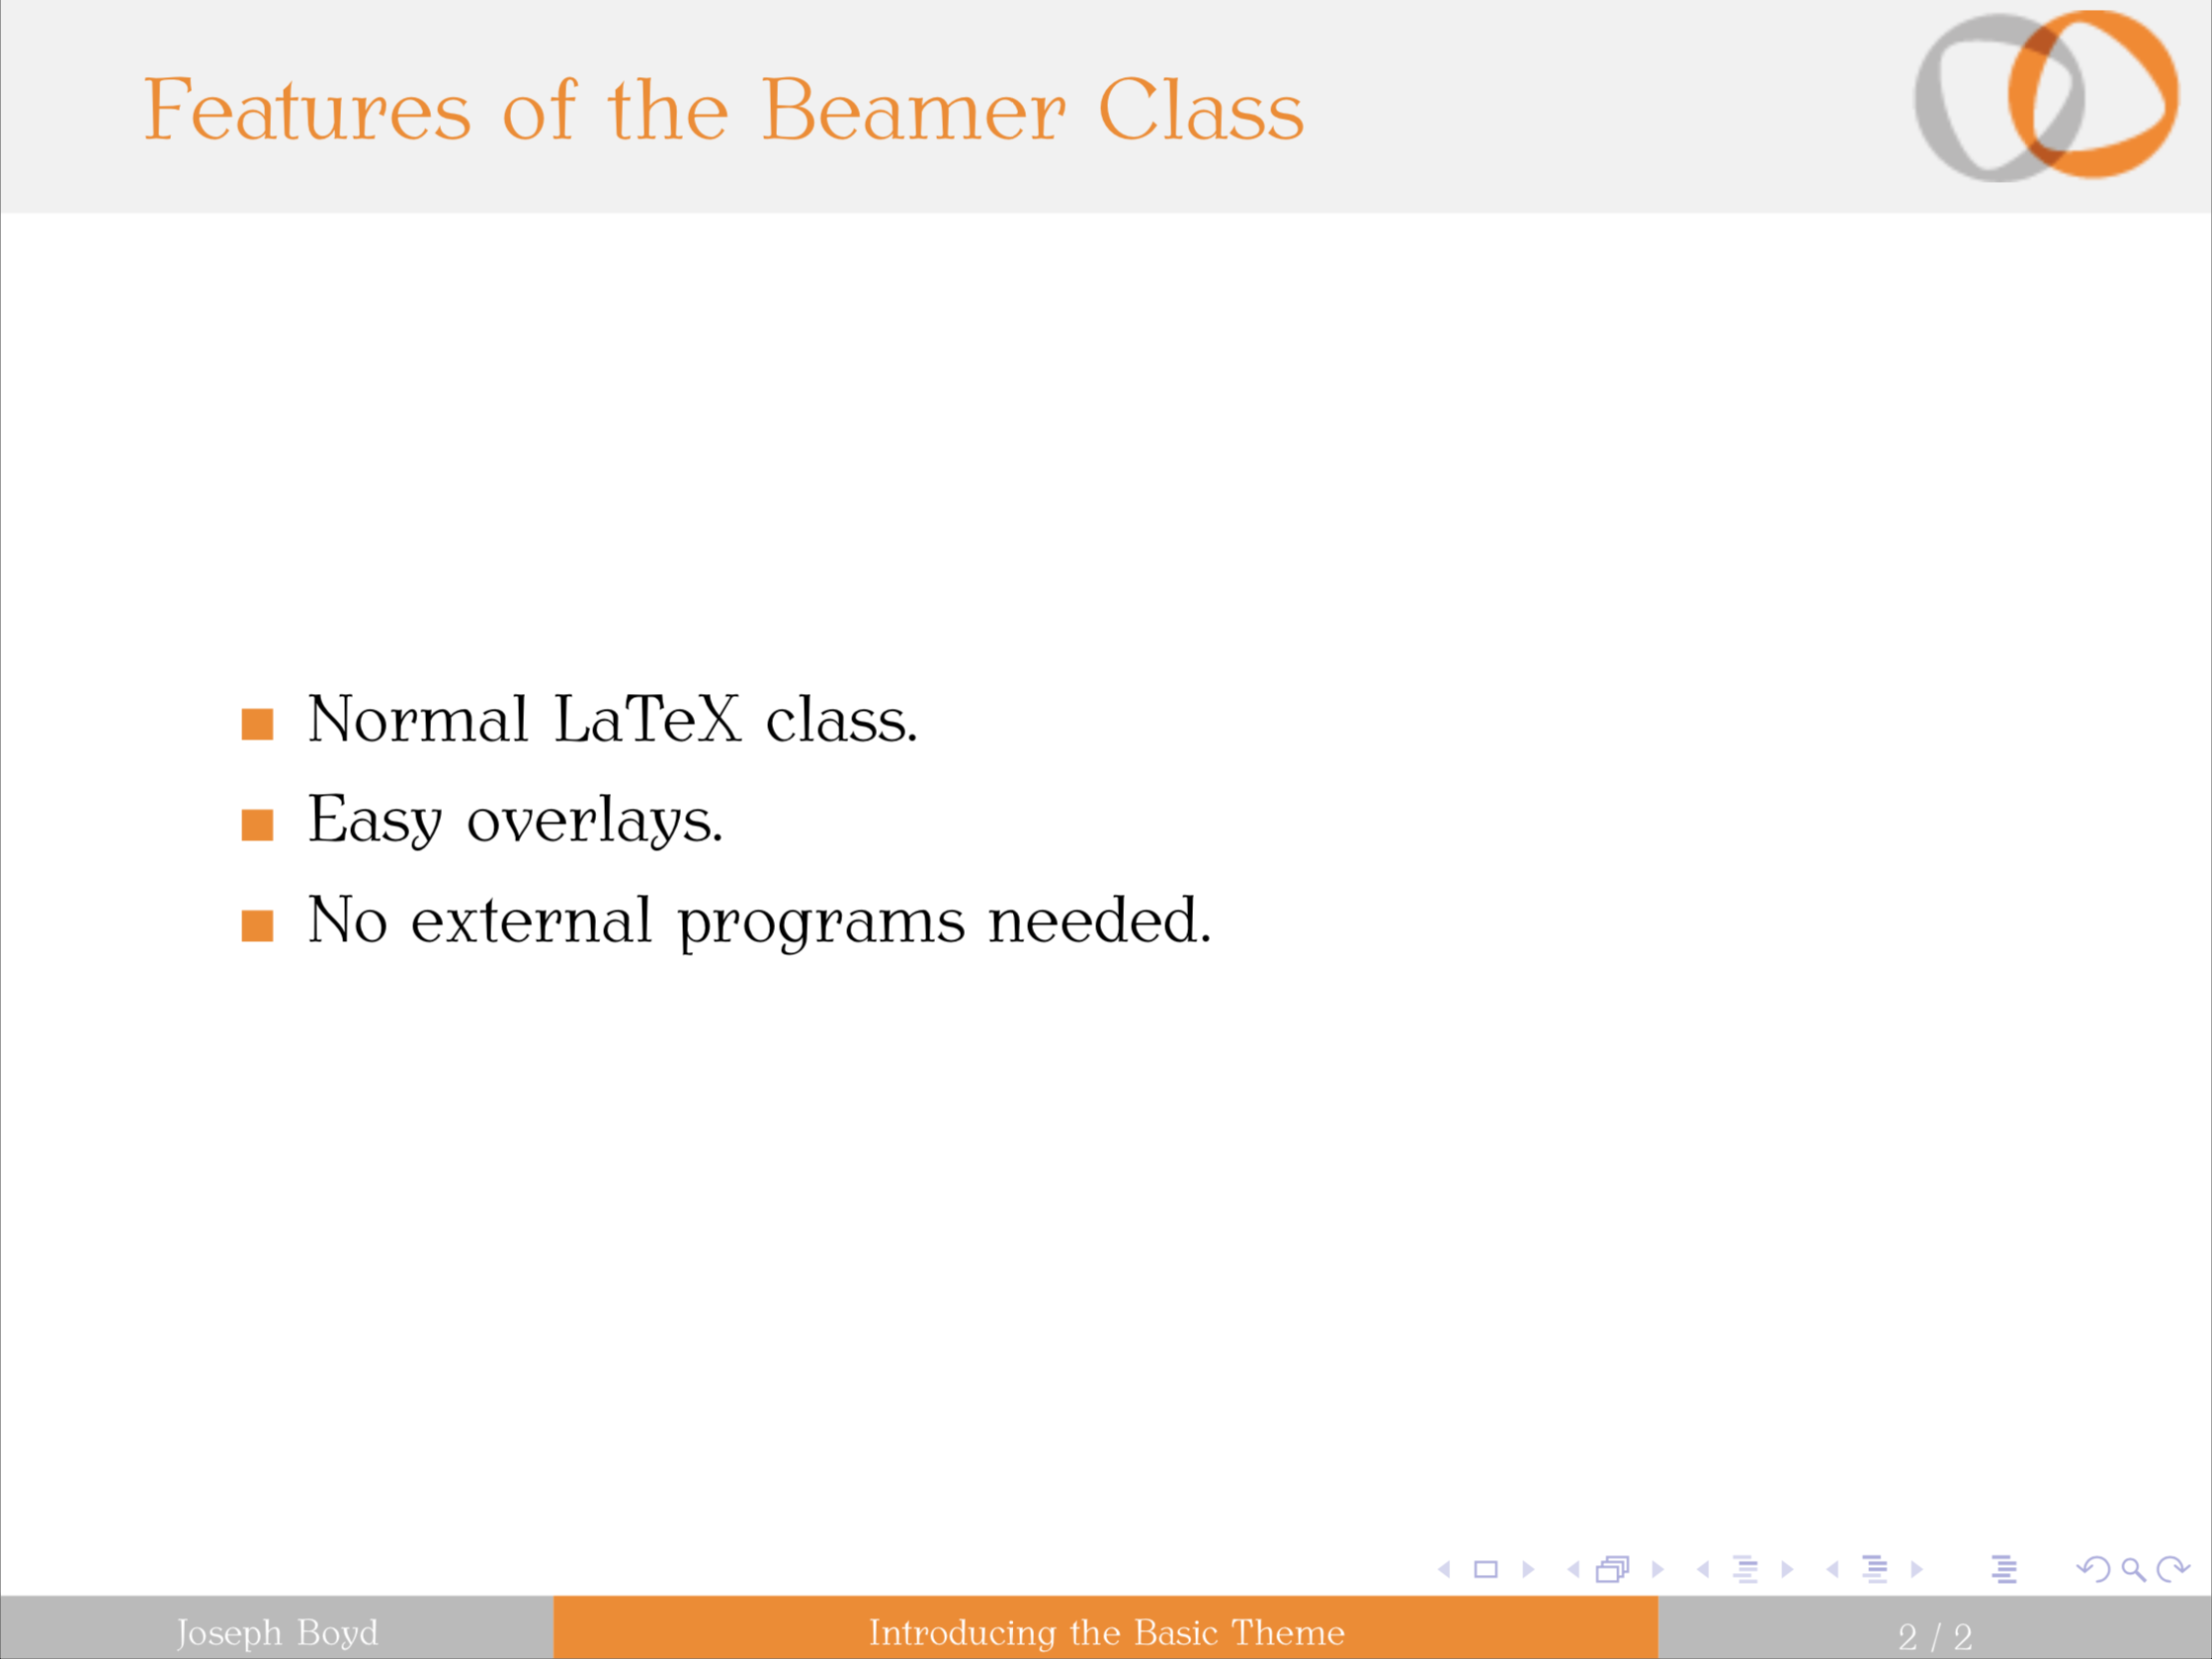 Features of the Beamer Class
Normal LaTeX class.
Easy overlays.
No external programs needed.
Joseph Boyd
Introducing the Basic Theme
2 / 2